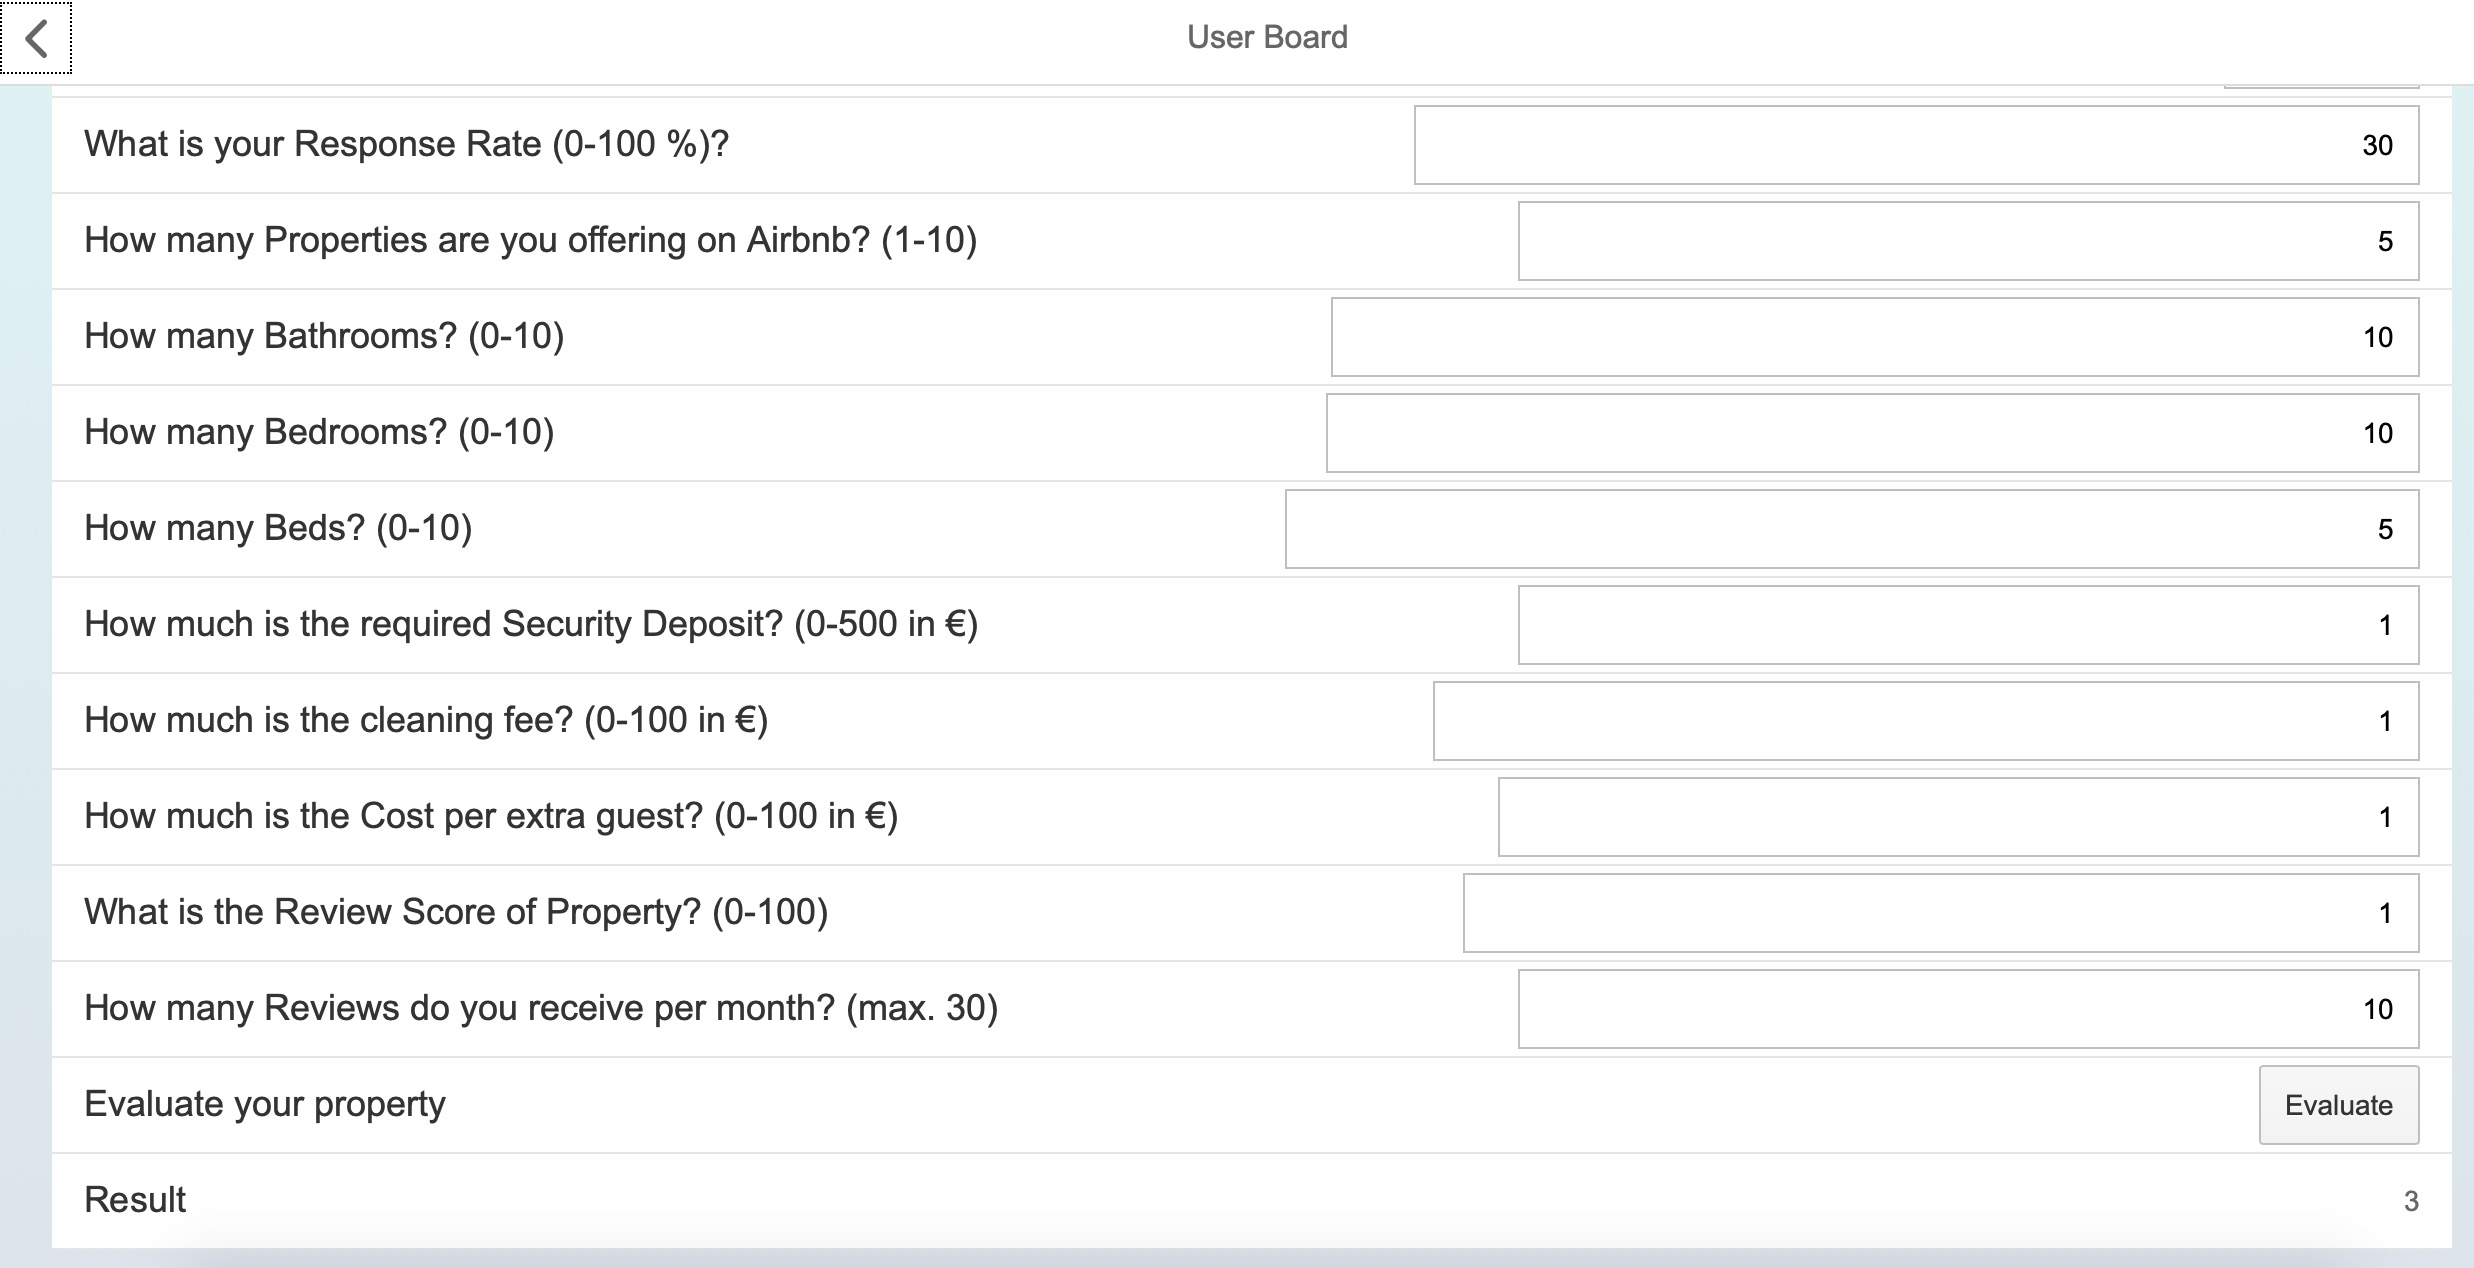 User Board
What is your Response Rate (0-100 %)? 30
How many Properties are you offering on Airbnb? (1-10) 5
How many Bathrooms? (0-10) 10
How many Bedrooms? (0-10) 10
How many Beds? (0-10) 5
How much is the required Security Deposit? (0-500 in €) 1
How much is the cleaning fee? (0-100 in €) 1
How much is the Cost per extra guest? (0-100 in €) 1
What is the Review Score of Property? (0-100) 1
How many Reviews do you receive per month? (max. 30) 10
Evaluate your property Evaluate
Result 3